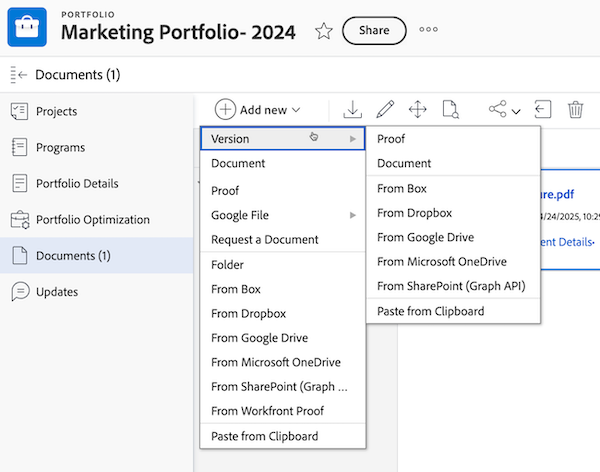 PORTFOLIO
Marketing Portfolio- 2024
Share
Documents (1)
Projects
Programs
Portfolio Details
Portfolio Optimization
Documents (1)
Updates
Add new
Version
Document
Proof
Google File
Request a Document
Folder
From Box
From Dropbox
From Google Drive
From Microsoft OneDrive
From SharePoint (Graph ...
From Workfront Proof
Paste from Clipboard
Proof
Document
From Box
From Dropbox
From Google Drive
From Microsoft OneDrive
From SharePoint (Graph API)
Paste from Clipboard
ure.pdf
4/24/2025, 10:29
ent Details